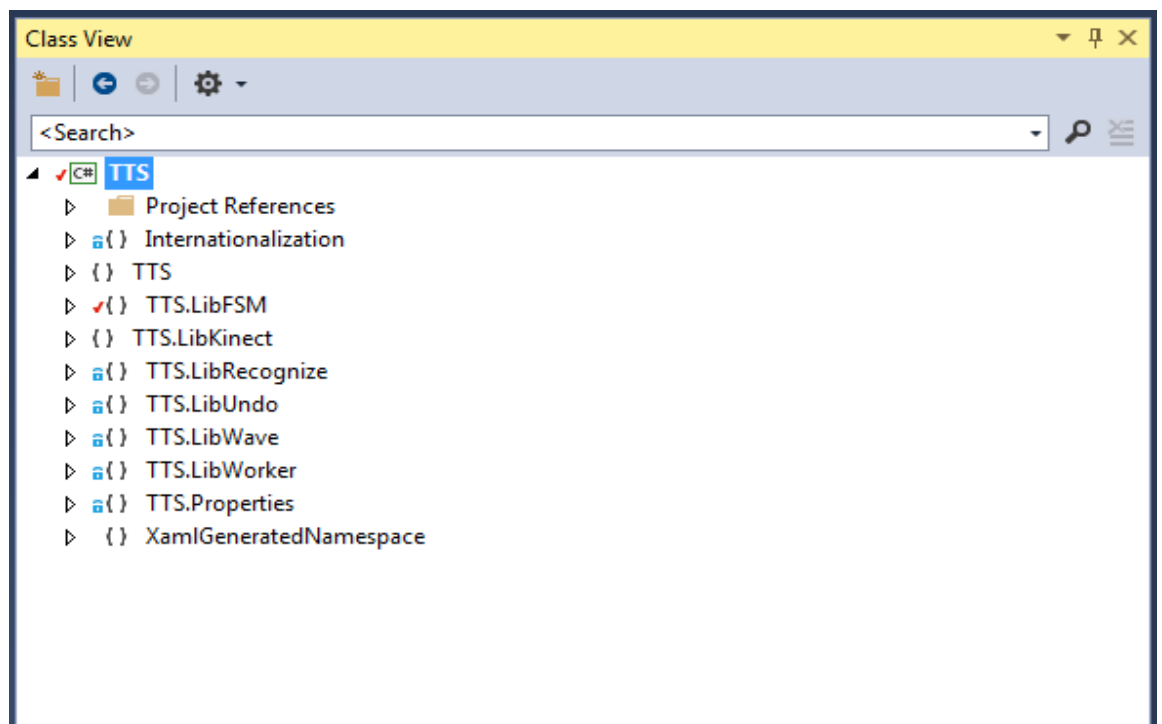 Class View
<Search>
C# TTS
Project References
{ } Internationalization
{ } TTS
{ } TTS.LibFSM
{ } TTS.LibKinect
{ } TTS.LibRecognize
{ } TTS.LibUndo
{ } TTS.LibWave
{ } TTS.LibWorker
{ } TTS.Properties
{ } XamlGeneratedNamespace